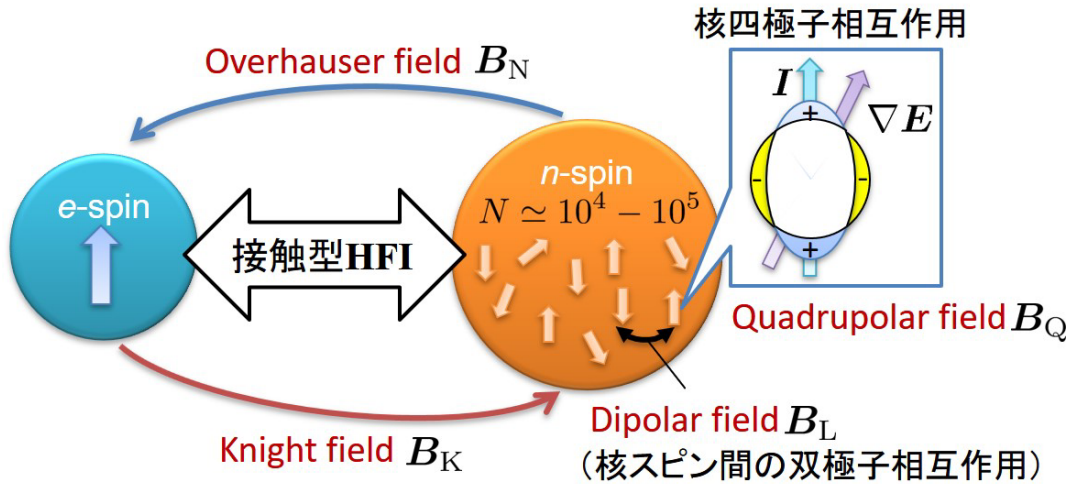 核四極子相互作用
Overhauser field B_N
I
+
∇E
- -
+
e-spin
n-spin
N ≃ 10^4 − 10^5
接触型HFI
Quadrupolar field B_Q
Dipolar field B_L
(核スピン間の双極子相互作用)
Knight field B_K